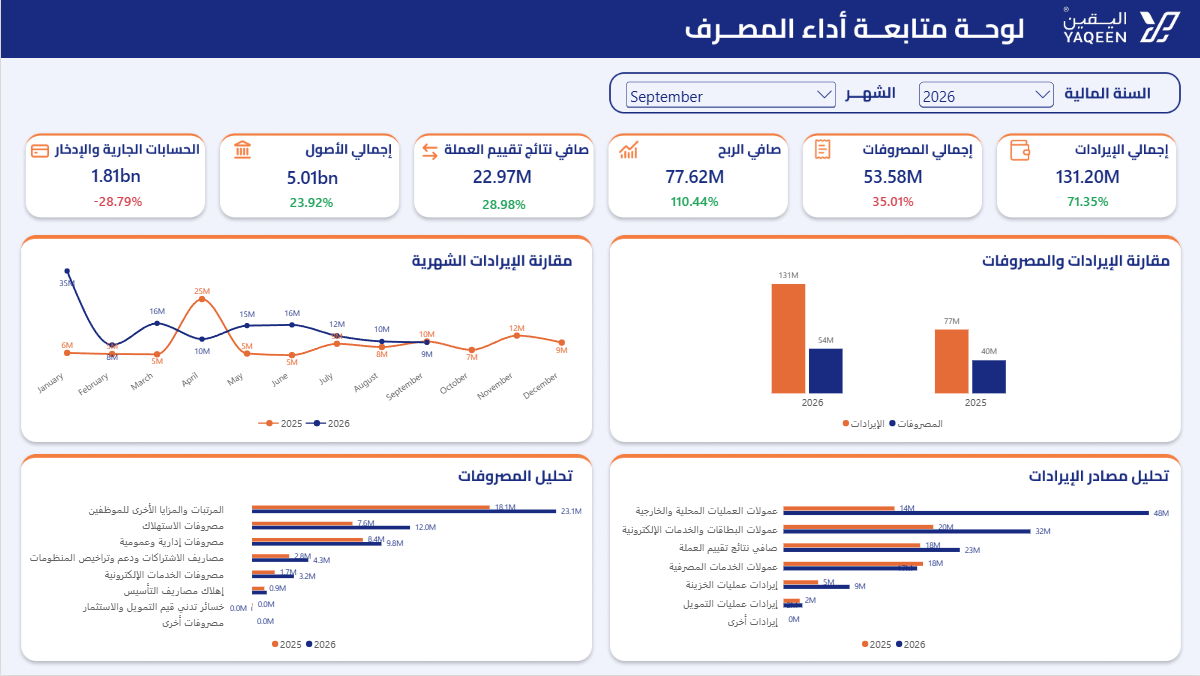 اليـقـين®
YAQEEN
لوحــة متابعــة أداء المصــرف
السنة المالية
2026
الشهــر
September
إجمالي الإيرادات
131.20M
71.35%
إجمالي المصروفات
53.58M
35.01%
صافي الربح
77.62M
110.44%
صافي نتائج تقييم العملة
22.97M
28.98%
إجمالي الأصول
5.01bn
23.92%
الحسابات الجارية والإدخار
1.81bn
-28.79%
مقارنة الإيرادات والمصروفات
131M
54M
77M
40M
2026
2025
الإيرادات
المصروفات
مقارنة الإيرادات الشهرية
35M
6M
8M
16M
5M
25M
10M
15M
5M
16M
5M
12M
10M
8M
10M
9M
7M
12M
9M
January
February
March
April
May
June
July
August
September
October
November
December
2025
2026
تحليل مصادر الإيرادات
عمولات العمليات المحلية والخارجية
14M
48M
عمولات البطاقات والخدمات الإلكترونية
20M
32M
صافي نتائج تقييم العملة
18M
23M
عمولات الخدمات المصرفية
18M
إيرادات عمليات الخزينة
5M
9M
إيرادات عمليات التمويل
2M
إيرادات أخرى
0M
2025
2026
تحليل المصروفات
المرتبات والمزايا الأخرى للموظفين
18.1M
23.1M
مصروفات الاستهلاك
7.6M
12.0M
مصروفات إدارية وعمومية
8.4M
9.8M
مصاريف الاشتراكات ودعم وتراخيص المنظومات
2.8M
4.3M
مصروفات الخدمات الإلكترونية
1.7M
3.2M
إهلاك مصاريف التأسيس
0.9M
خسائر تدني قيم التمويل والاستثمار
0.0M
0.0M
مصروفات أخرى
0.0M
2025
2026